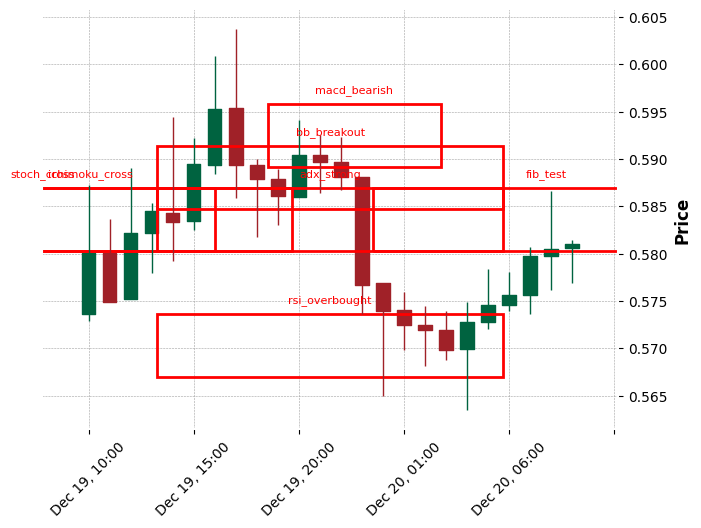 0.605
0.600
macd_bearish
0.595
bb_breakout
0.590
stoch_cross
ichimoku_cross
adx_strong
fib_test
0.585
Price
0.580
rsi_overbought
0.575
0.570
0.565
Dec 19, 10:00
Dec 19, 15:00
Dec 19, 20:00
Dec 20, 01:00
Dec 20, 06:00